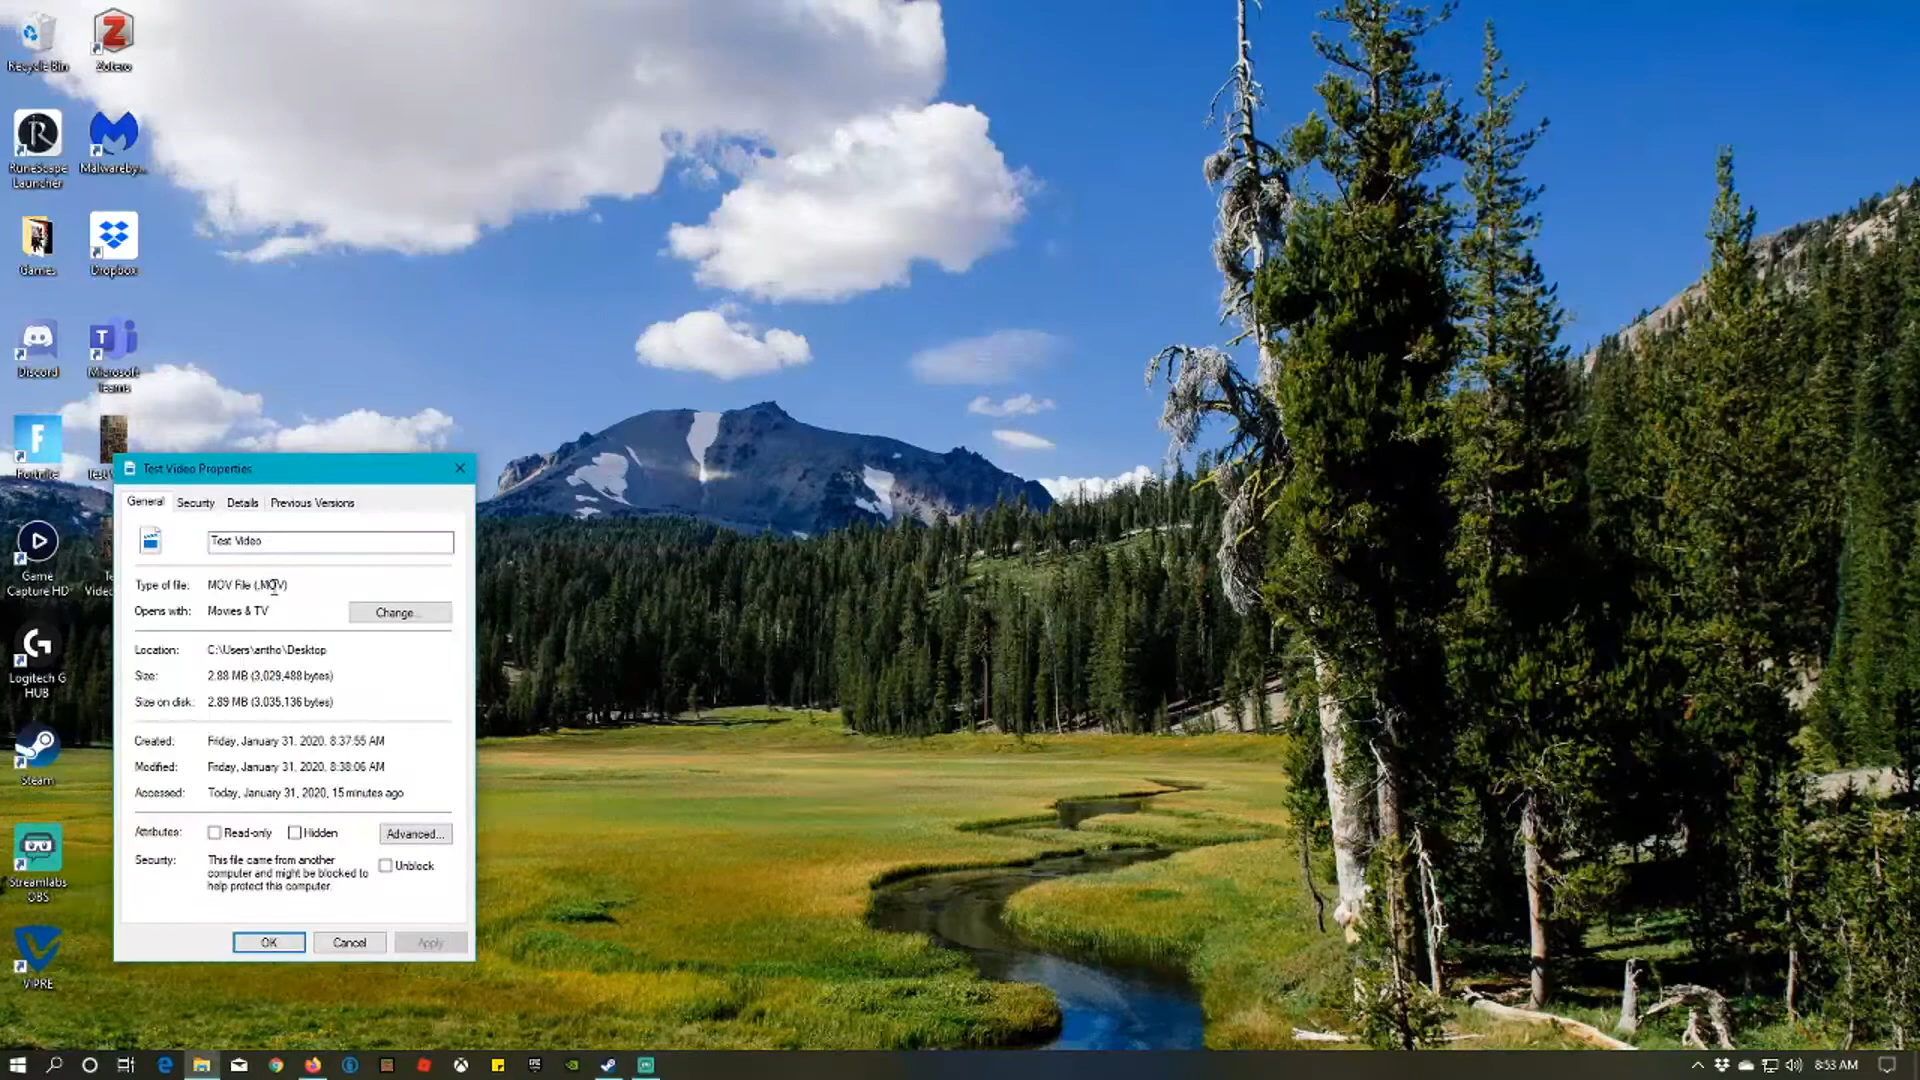 Recycle Bin
Zotero
RuneScape
Launcher
Malwareby...
Games
Dropbox
Discord
Microsoft
Teams
Fortnite
Game
Capture HD
Logitech G
HUB
Steam
Streamlabs
OBS
VIPRE
Test Video Properties
General Security Details Previous Versions
Test Video
Type of file: MOV File (.MOV)
Opens with: Movies & TV Change...
Location: C:\Users\antho\Desktop
Size: 2.88 MB (3,029,488 bytes)
Size on disk: 2.89 MB (3,035,136 bytes)
Created: Friday, January 31, 2020, 8:37:55 AM
Modified: Friday, January 31, 2020, 8:38:06 AM
Accessed: Today, January 31, 2020, 15 minutes ago
Attributes: Read-only Hidden Advanced...
Security: This file came from another
computer and might be blocked to
help protect this computer.
Unblock
OK Cancel Apply
8:53 AM